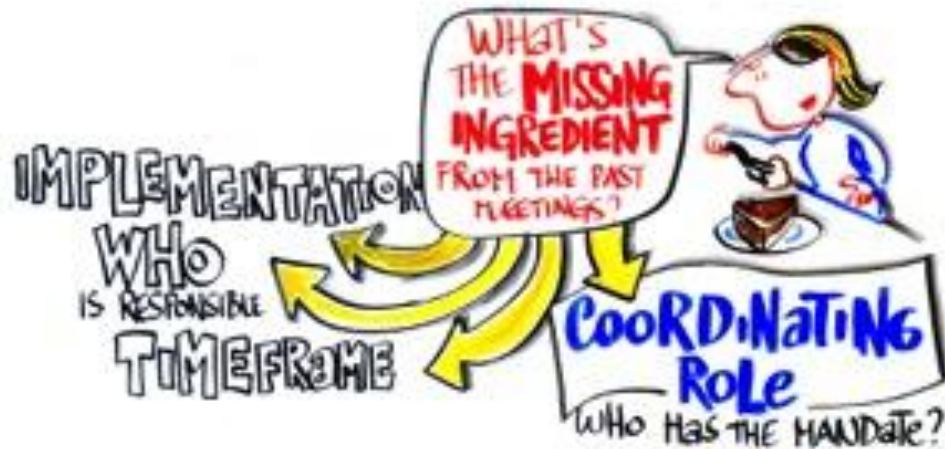 WHaT'S
THE MISSING
INGREDIENT
FROM THE PAST
MEETINGS?
IMPLEMENTATION
WHO
IS RESPONSIBLE
TIMEFRaME
COORDiNaTiNG
RoLe
WHo Has THE MANDaTe?